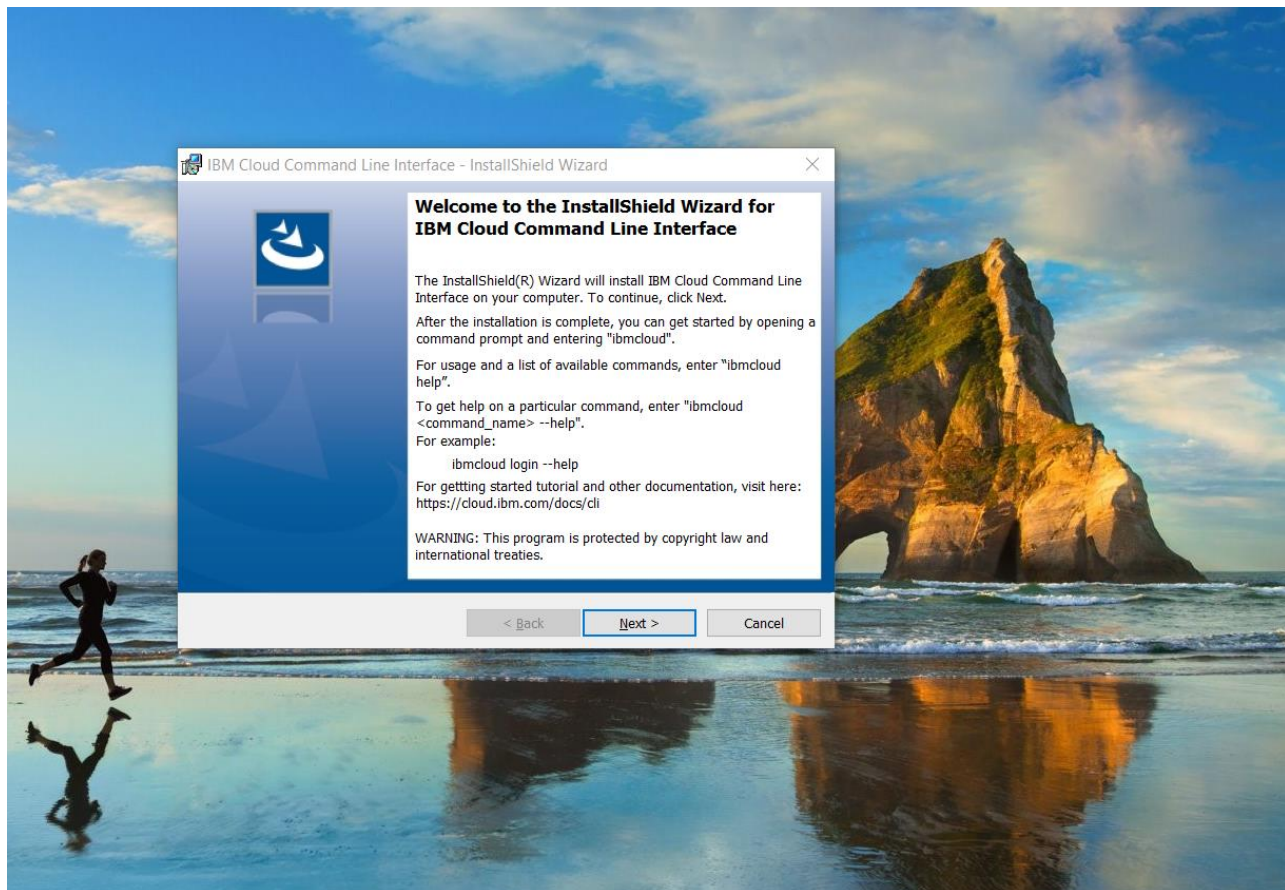 IBM Cloud Command Line Interface - InstallShield Wizard
Welcome to the InstallShield Wizard for
IBM Cloud Command Line Interface
The InstallShield(R) Wizard will install IBM Cloud Command Line
Interface on your computer. To continue, click Next.
After the installation is complete, you can get started by opening a
command prompt and entering "ibmcloud".
For usage and a list of available commands, enter “ibmcloud
help”.
To get help on a particular command, enter "ibmcloud
<command_name> --help".
For example:
ibmcloud login --help
For gettting started tutorial and other documentation, visit here:
https://cloud.ibm.com/docs/cli
WARNING: This program is protected by copyright law and
international treaties.
< Back Next > Cancel